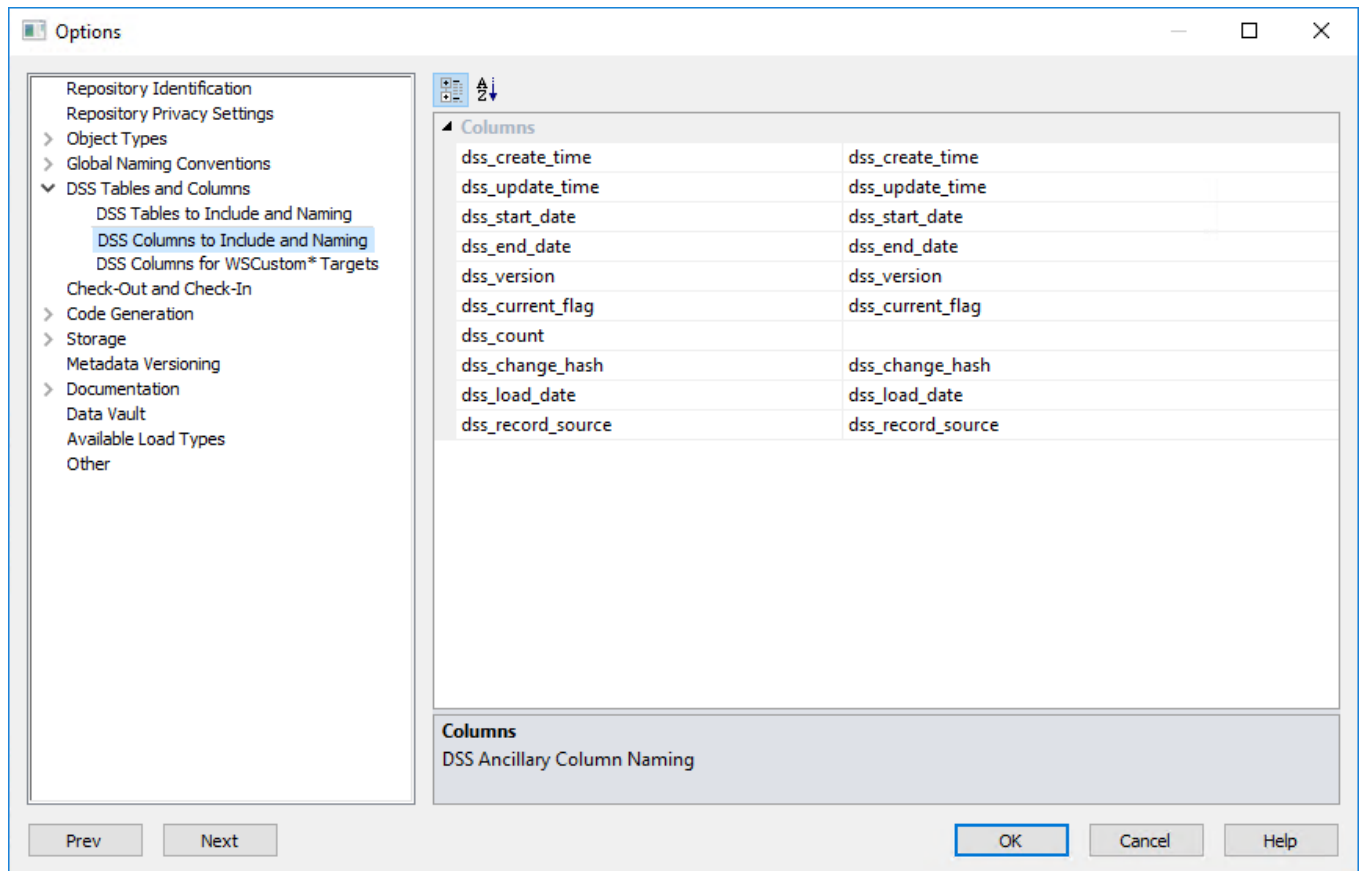 Options
Repository Identification
Repository Privacy Settings
Object Types
Global Naming Conventions
DSS Tables and Columns
DSS Tables to Include and Naming
DSS Columns to Include and Naming
DSS Columns for WSCustom* Targets
Check-Out and Check-In
Code Generation
Storage
Metadata Versioning
Documentation
Data Vault
Available Load Types
Other
Columns
dss_create_time dss_create_time
dss_update_time dss_update_time
dss_start_date dss_start_date
dss_end_date dss_end_date
dss_version dss_version
dss_current_flag dss_current_flag
dss_count
dss_change_hash dss_change_hash
dss_load_date dss_load_date
dss_record_source dss_record_source
Columns
DSS Ancillary Column Naming
Prev Next OK Cancel Help